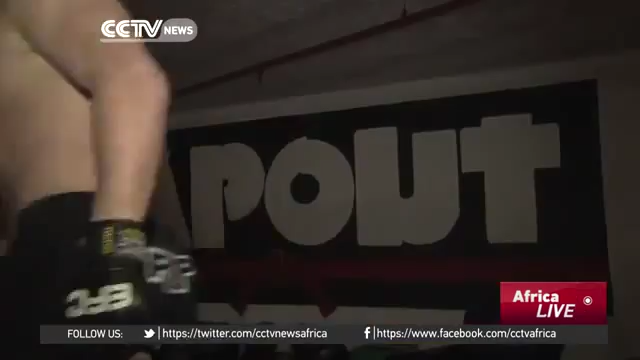 CCTV NEWS
POUT
EFC
Africa
LIVE
FOLLOW US:
https://twitter.com/cctvnewsafrica
https://www.facebook.com/cctvafrica